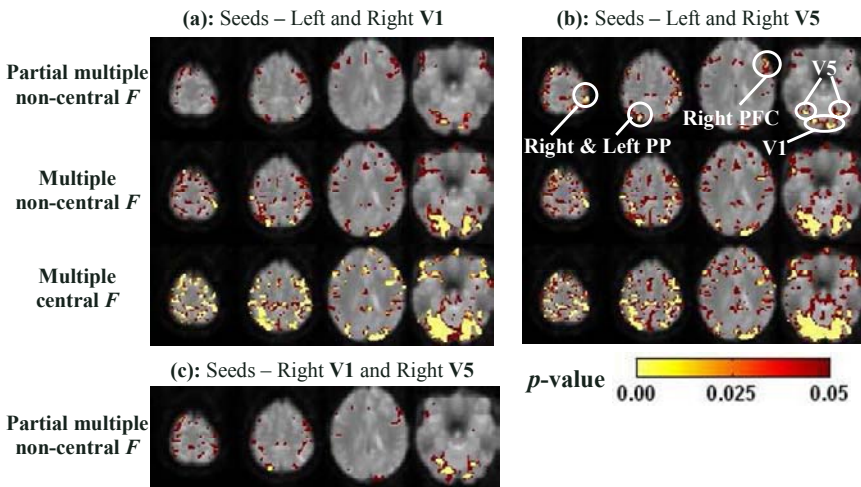 (a): Seeds – Left and Right V1
(b): Seeds – Left and Right V5
Partial multiple
non-central F
V5
Right PFC
Right & Left PP
V1
Multiple
non-central F
Multiple
central F
(c): Seeds – Right V1 and Right V5
p-value
0.00 0.025 0.05
Partial multiple
non-central F